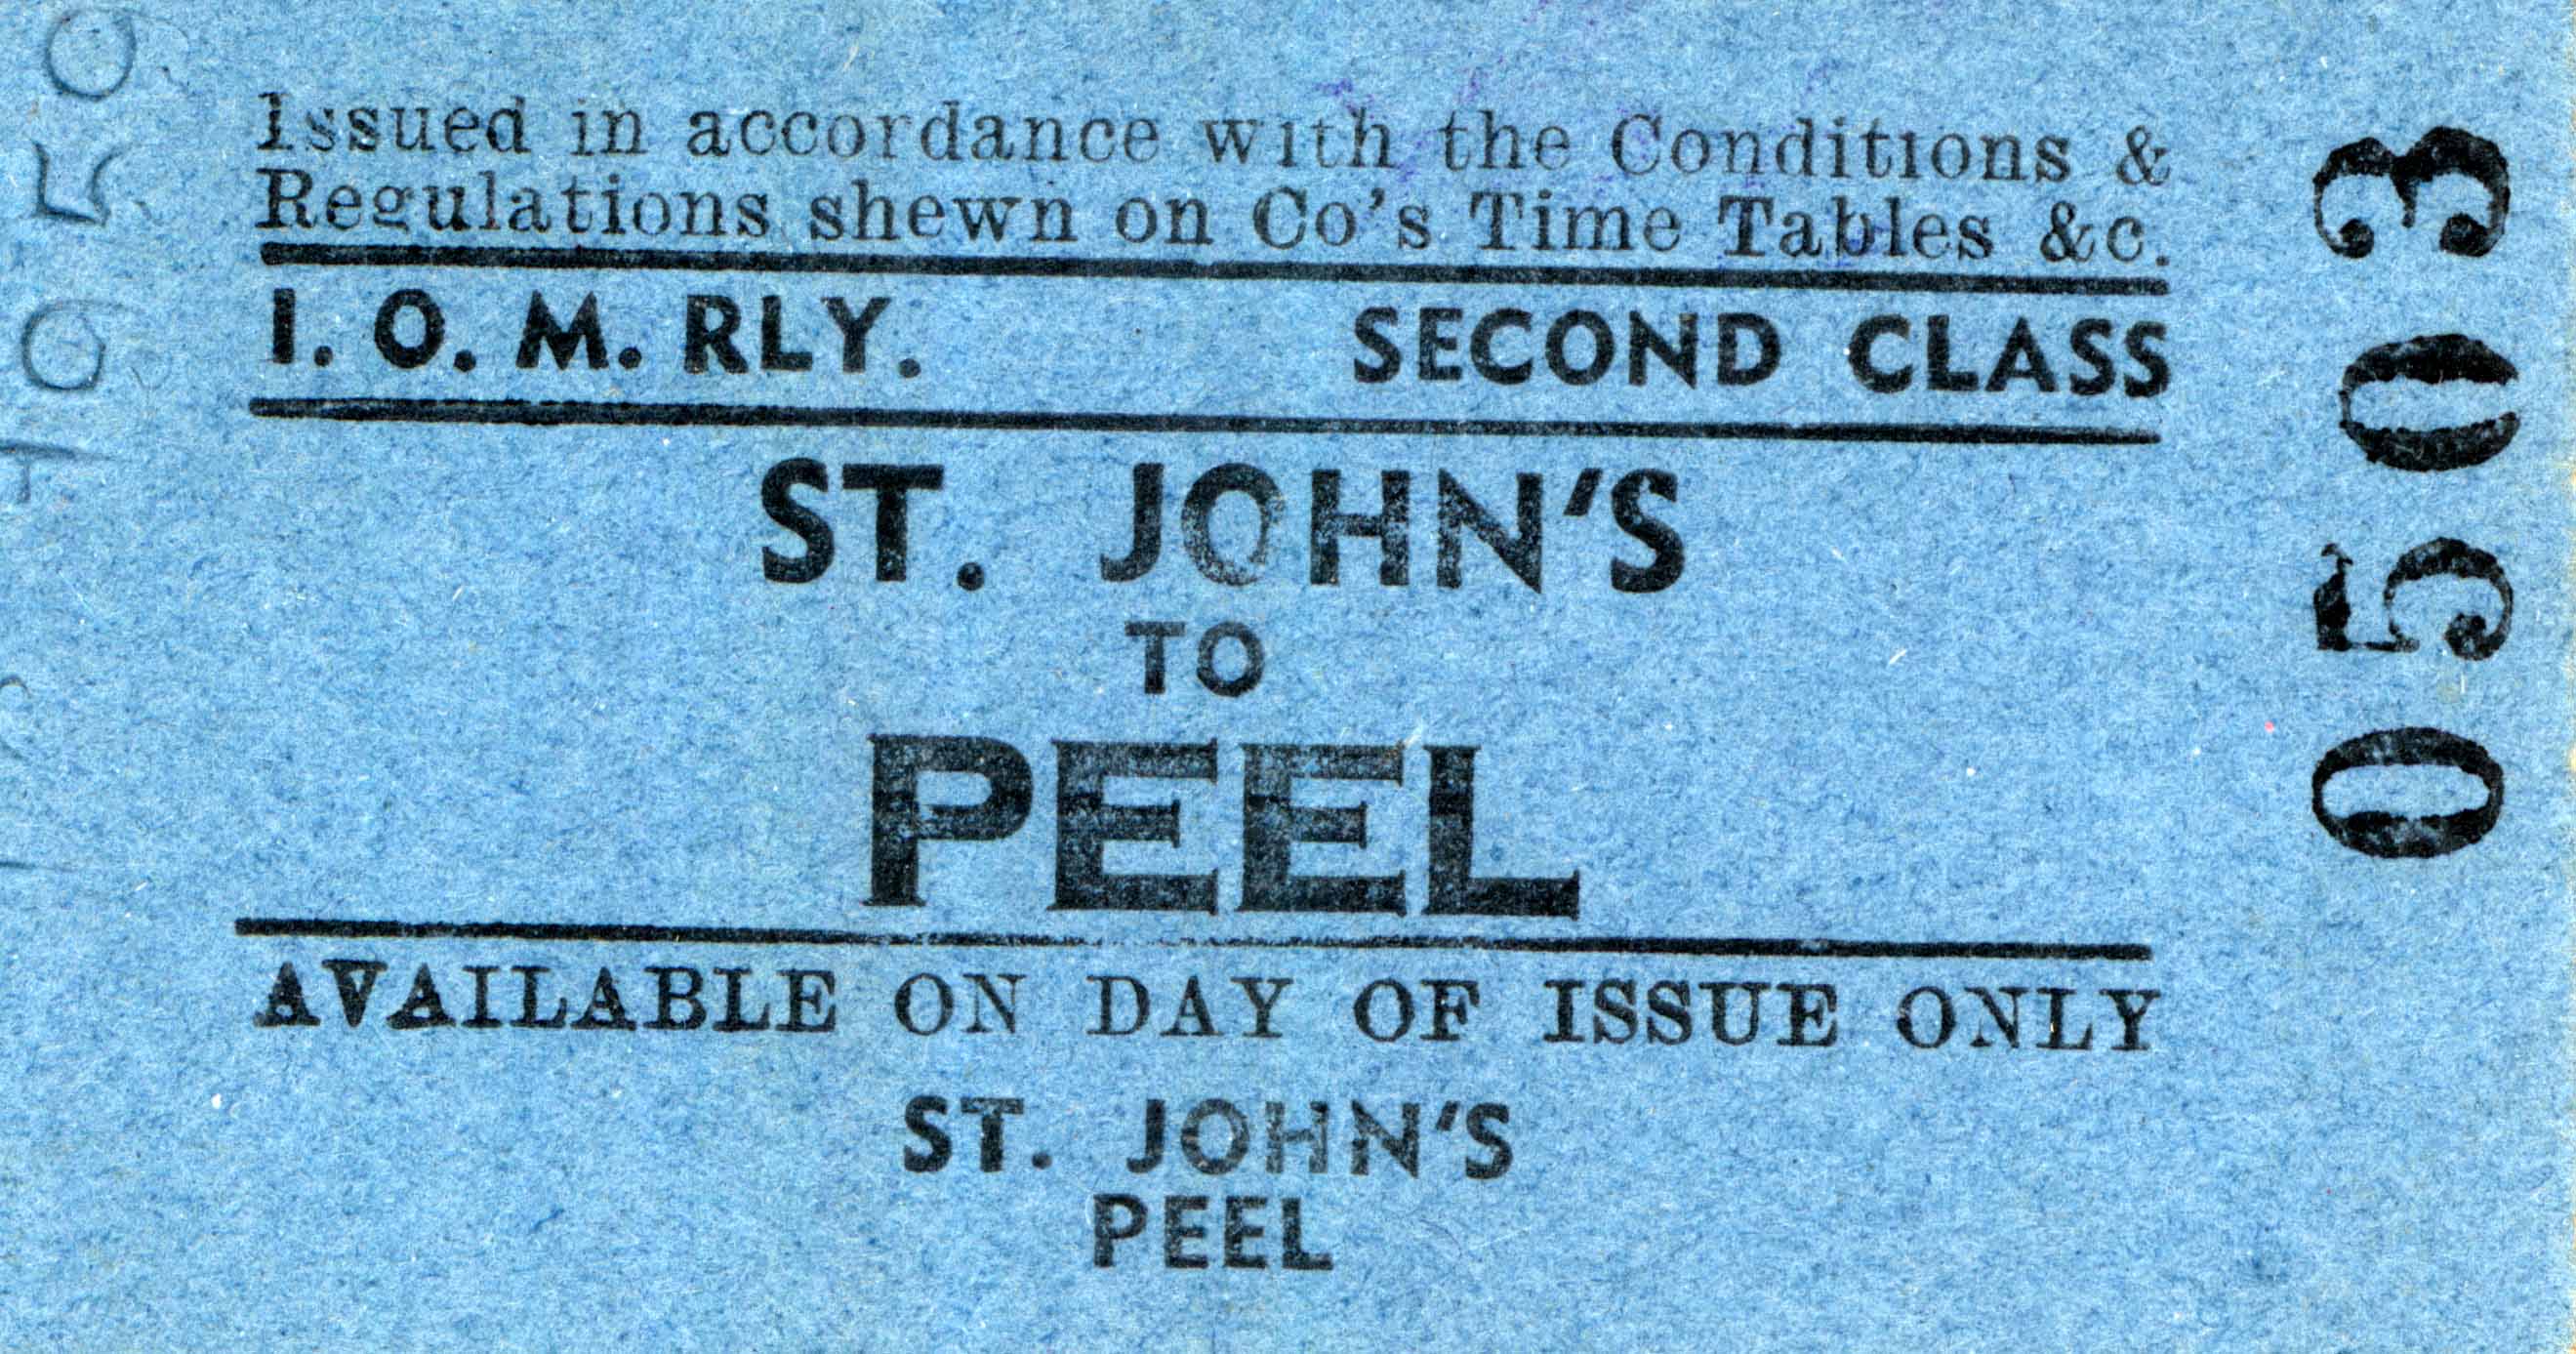 Issued in accordance with the Conditions &
Regulations shewn on Co's Time Tables &c.
I. O. M. RLY. SECOND CLASS
ST. JOHN'S
TO
PEEL
AVAILABLE ON DAY OF ISSUE ONLY
ST. JOHN'S
PEEL
0503